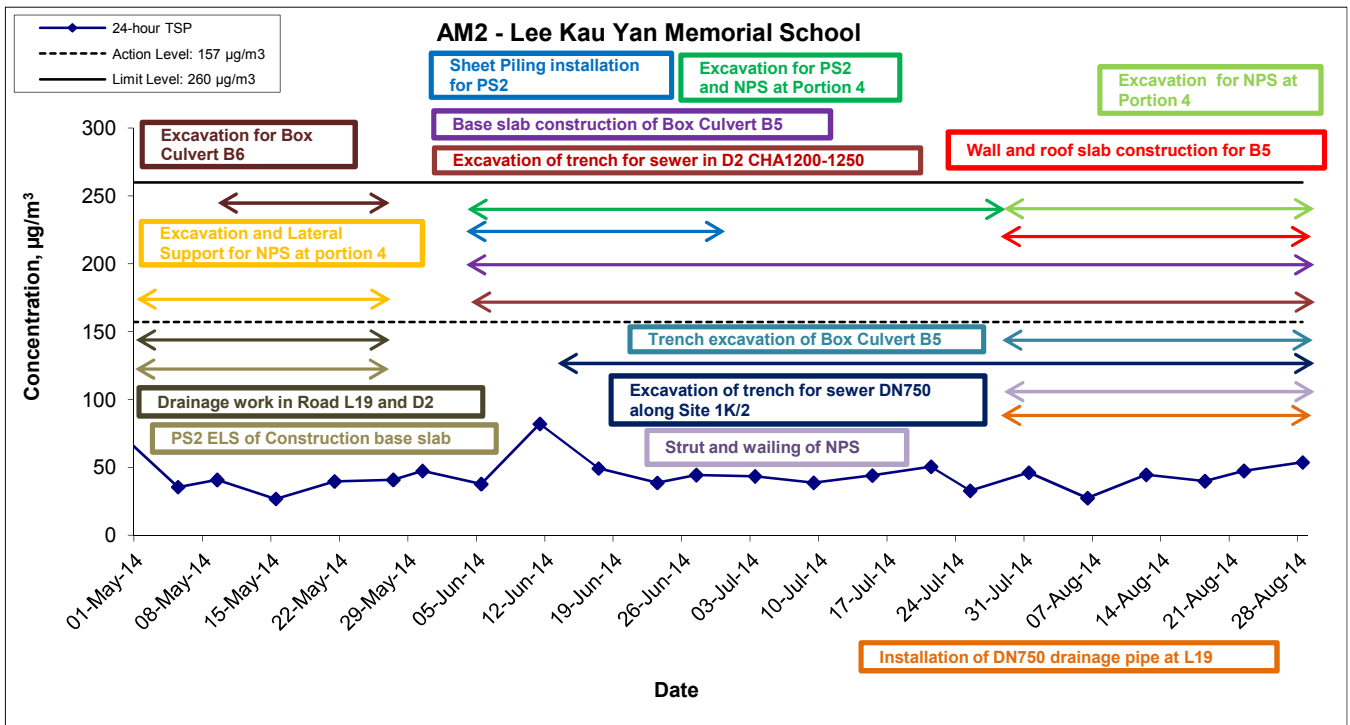 24-hour TSP
Action Level: 157 µg/m3
Limit Level: 260 µg/m3
AM2 - Lee Kau Yan Memorial School
Sheet Piling installation
for PS2
Excavation for PS2
and NPS at Portion 4
Excavation for NPS at
Portion 4
Base slab construction of Box Culvert B5
Excavation for Box
Culvert B6
Excavation of trench for sewer in D2 CHA1200-1250
Wall and roof slab construction for B5
Excavation and Lateral
Support for NPS at portion 4
Trench excavation of Box Culvert B5
Drainage work in Road L19 and D2
Excavation of trench for sewer DN750
along Site 1K/2
PS2 ELS of Construction base slab
Strut and wailing of NPS
Concentration, µg/m³
300
250
200
150
100
50
0
01-May-14
08-May-14
15-May-14
22-May-14
29-May-14
05-Jun-14
12-Jun-14
19-Jun-14
26-Jun-14
03-Jul-14
10-Jul-14
17-Jul-14
24-Jul-14
31-Jul-14
07-Aug-14
14-Aug-14
21-Aug-14
28-Aug-14
Installation of DN750 drainage pipe at L19
Date